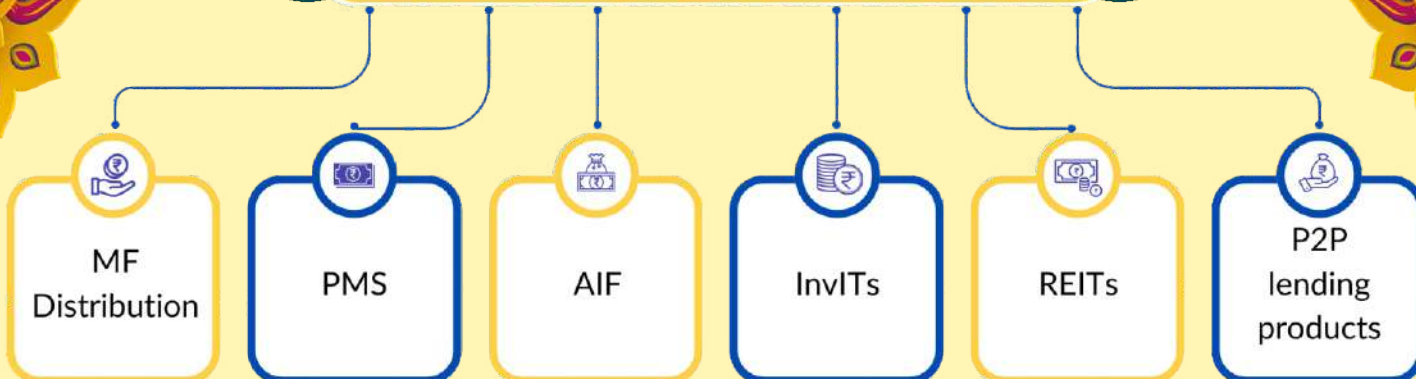 MF
Distribution
PMS
AIF
InvITs
REITs
P2P
lending
products